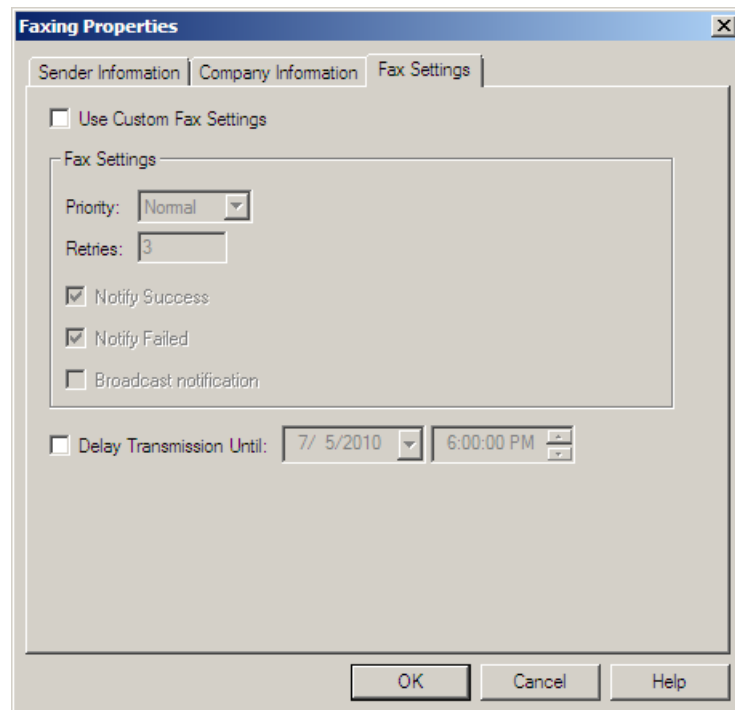 Faxing Properties
Sender Information Company Information Fax Settings
Use Custom Fax Settings
Fax Settings
Priority: Normal
Retries: 3
Notify Success
Notify Failed
Broadcast notification
Delay Transmission Until: 7/ 5/2010 6:00:00 PM
OK Cancel Help